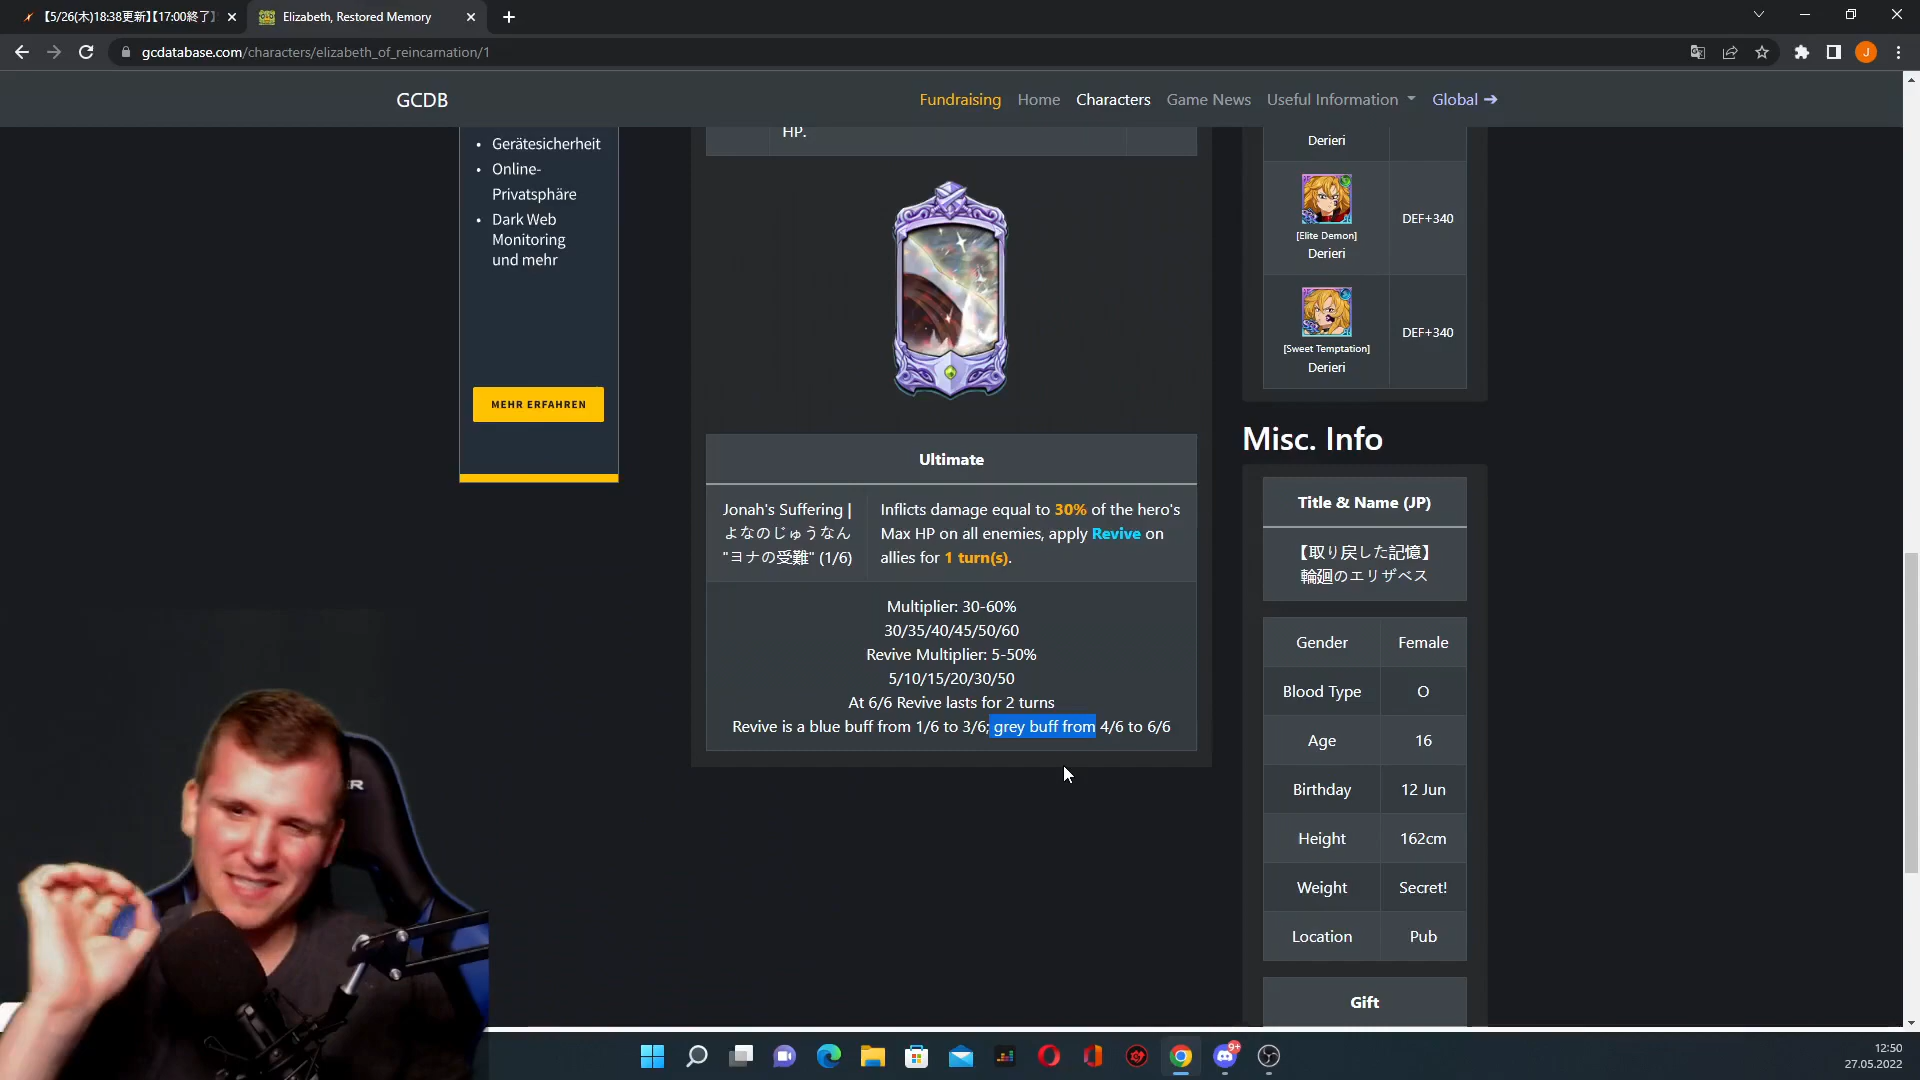 【5/26(木)18:38更新】【17:00終了】
Elizabeth, Restored Memory
gcdatabase.com/characters/elizabeth_of_reincarnation/1
J
GCDB
Fundraising
Home
Characters
Game News
Useful Information
Global
Gerätesicherheit
Online-
Privatsphäre
Dark Web
Monitoring
und mehr
MEHR ERFAHREN
HP.
Ultimate
Jonah's Suffering |
よなのじゅうなん
"ヨナの受難" (1/6)
Inflicts damage equal to 30% of the hero's
Max HP on all enemies, apply Revive on
allies for 1 turn(s).
Multiplier: 30-60%
30/35/40/45/50/60
Revive Multiplier: 5-50%
5/10/15/20/30/50
At 6/6 Revive lasts for 2 turns
Revive is a blue buff from 1/6 to 3/6; grey buff from 4/6 to 6/6
Derieri
[Elite Demon]
Derieri
DEF+340
[Sweet Temptation]
Derieri
DEF+340
Misc. Info
Title & Name (JP)
【取り戻した記憶】
輪廻のエリザベス
Gender Female
Blood Type O
Age 16
Birthday 12 Jun
Height 162cm
Weight Secret!
Location Pub
Gift
9+
12:50
27.05.2022